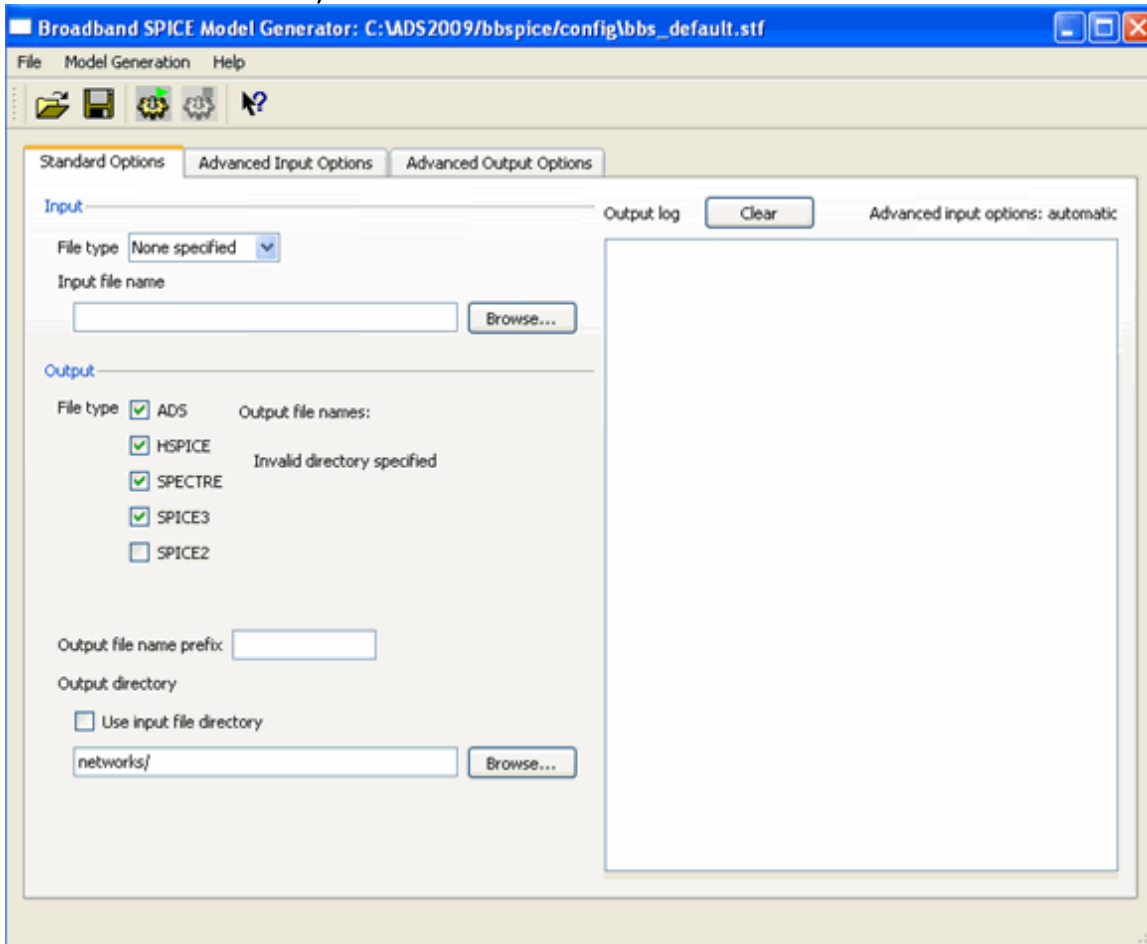 Broadband SPICE Model Generator: C:\ADS2009/bbspice/config\bbs_default.stf
File Model Generation Help
Standard Options Advanced Input Options Advanced Output Options
Input
File type None specified
Input file name
Browse...
Output
File type ADS Output file names:
HSPICE
Invalid directory specified
SPECTRE
SPICE3
SPICE2
Output file name prefix
Output directory
Use input file directory
networks/ Browse...
Output log Clear Advanced input options: automatic